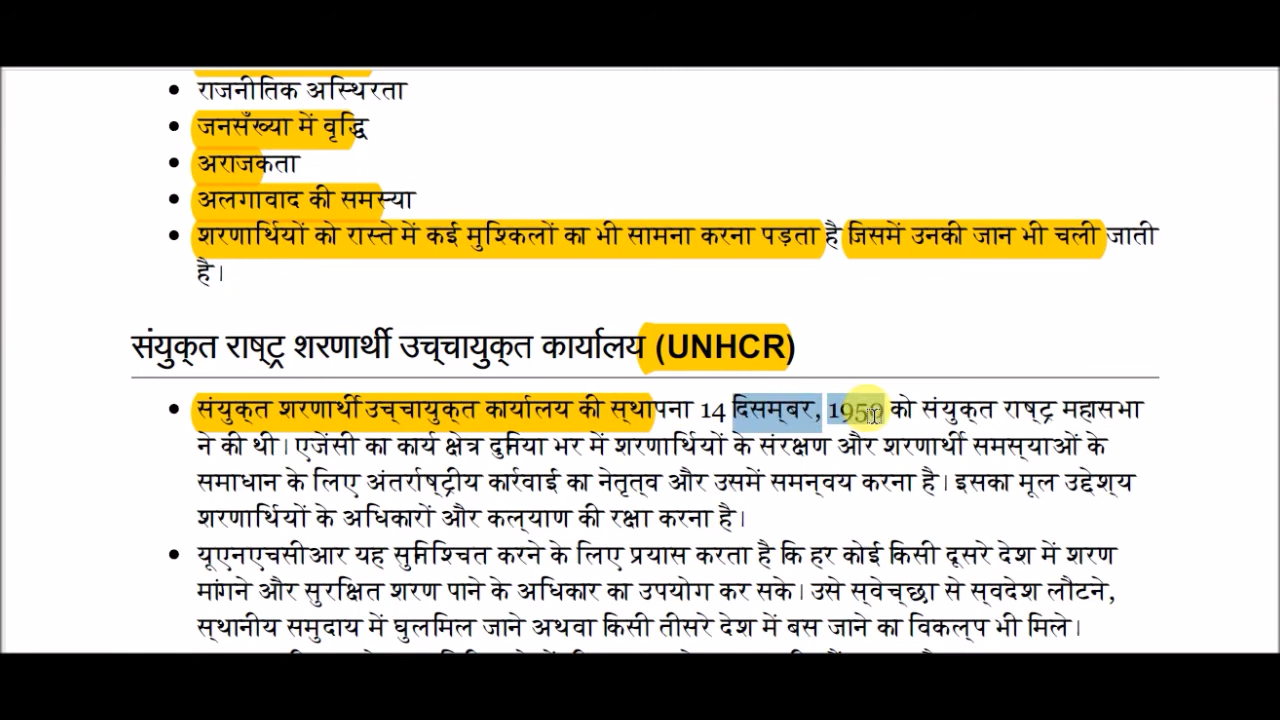 राजनीतिक अस्थिरता
जनसँख्या में वृद्धि
अराजकता
अलगावाद की समस्या
शरणार्थियों को रास्ते में कई मुश्किलों का भी सामना करना पड़ता है जिसमें उनकी जान भी चली जाती
है।
संयुक्त राष्ट्र शरणार्थी उच्चायुक्त कार्यालय (UNHCR)
संयुक्त शरणार्थी उच्चायुक्त कार्यालय की स्थापना 14 दिसम्बर, 1950 को संयुक्त राष्ट्र महासभा
ने की थी। एजेंसी का कार्य क्षेत्र दुनिया भर में शरणार्थियों के संरक्षण और शरणार्थी समस्याओं के
समाधान के लिए अंतर्राष्ट्रीय कार्रवाई का नेतृत्व और उसमें समन्वय करना है। इसका मूल उद्देश्य
शरणार्थियों के अधिकारों और कल्याण की रक्षा करना है।
यूएनएचसीआर यह सुनिश्चित करने के लिए प्रयास करता है कि हर कोई किसी दूसरे देश में शरण
मांगने और सुरक्षित शरण पाने के अधिकार का उपयोग कर सके। उसे स्वेच्छा से स्वदेश लौटने,
स्थानीय समुदाय में घुलमिल जाने अथवा किसी तीसरे देश में बस जाने का विकल्प भी मिले।